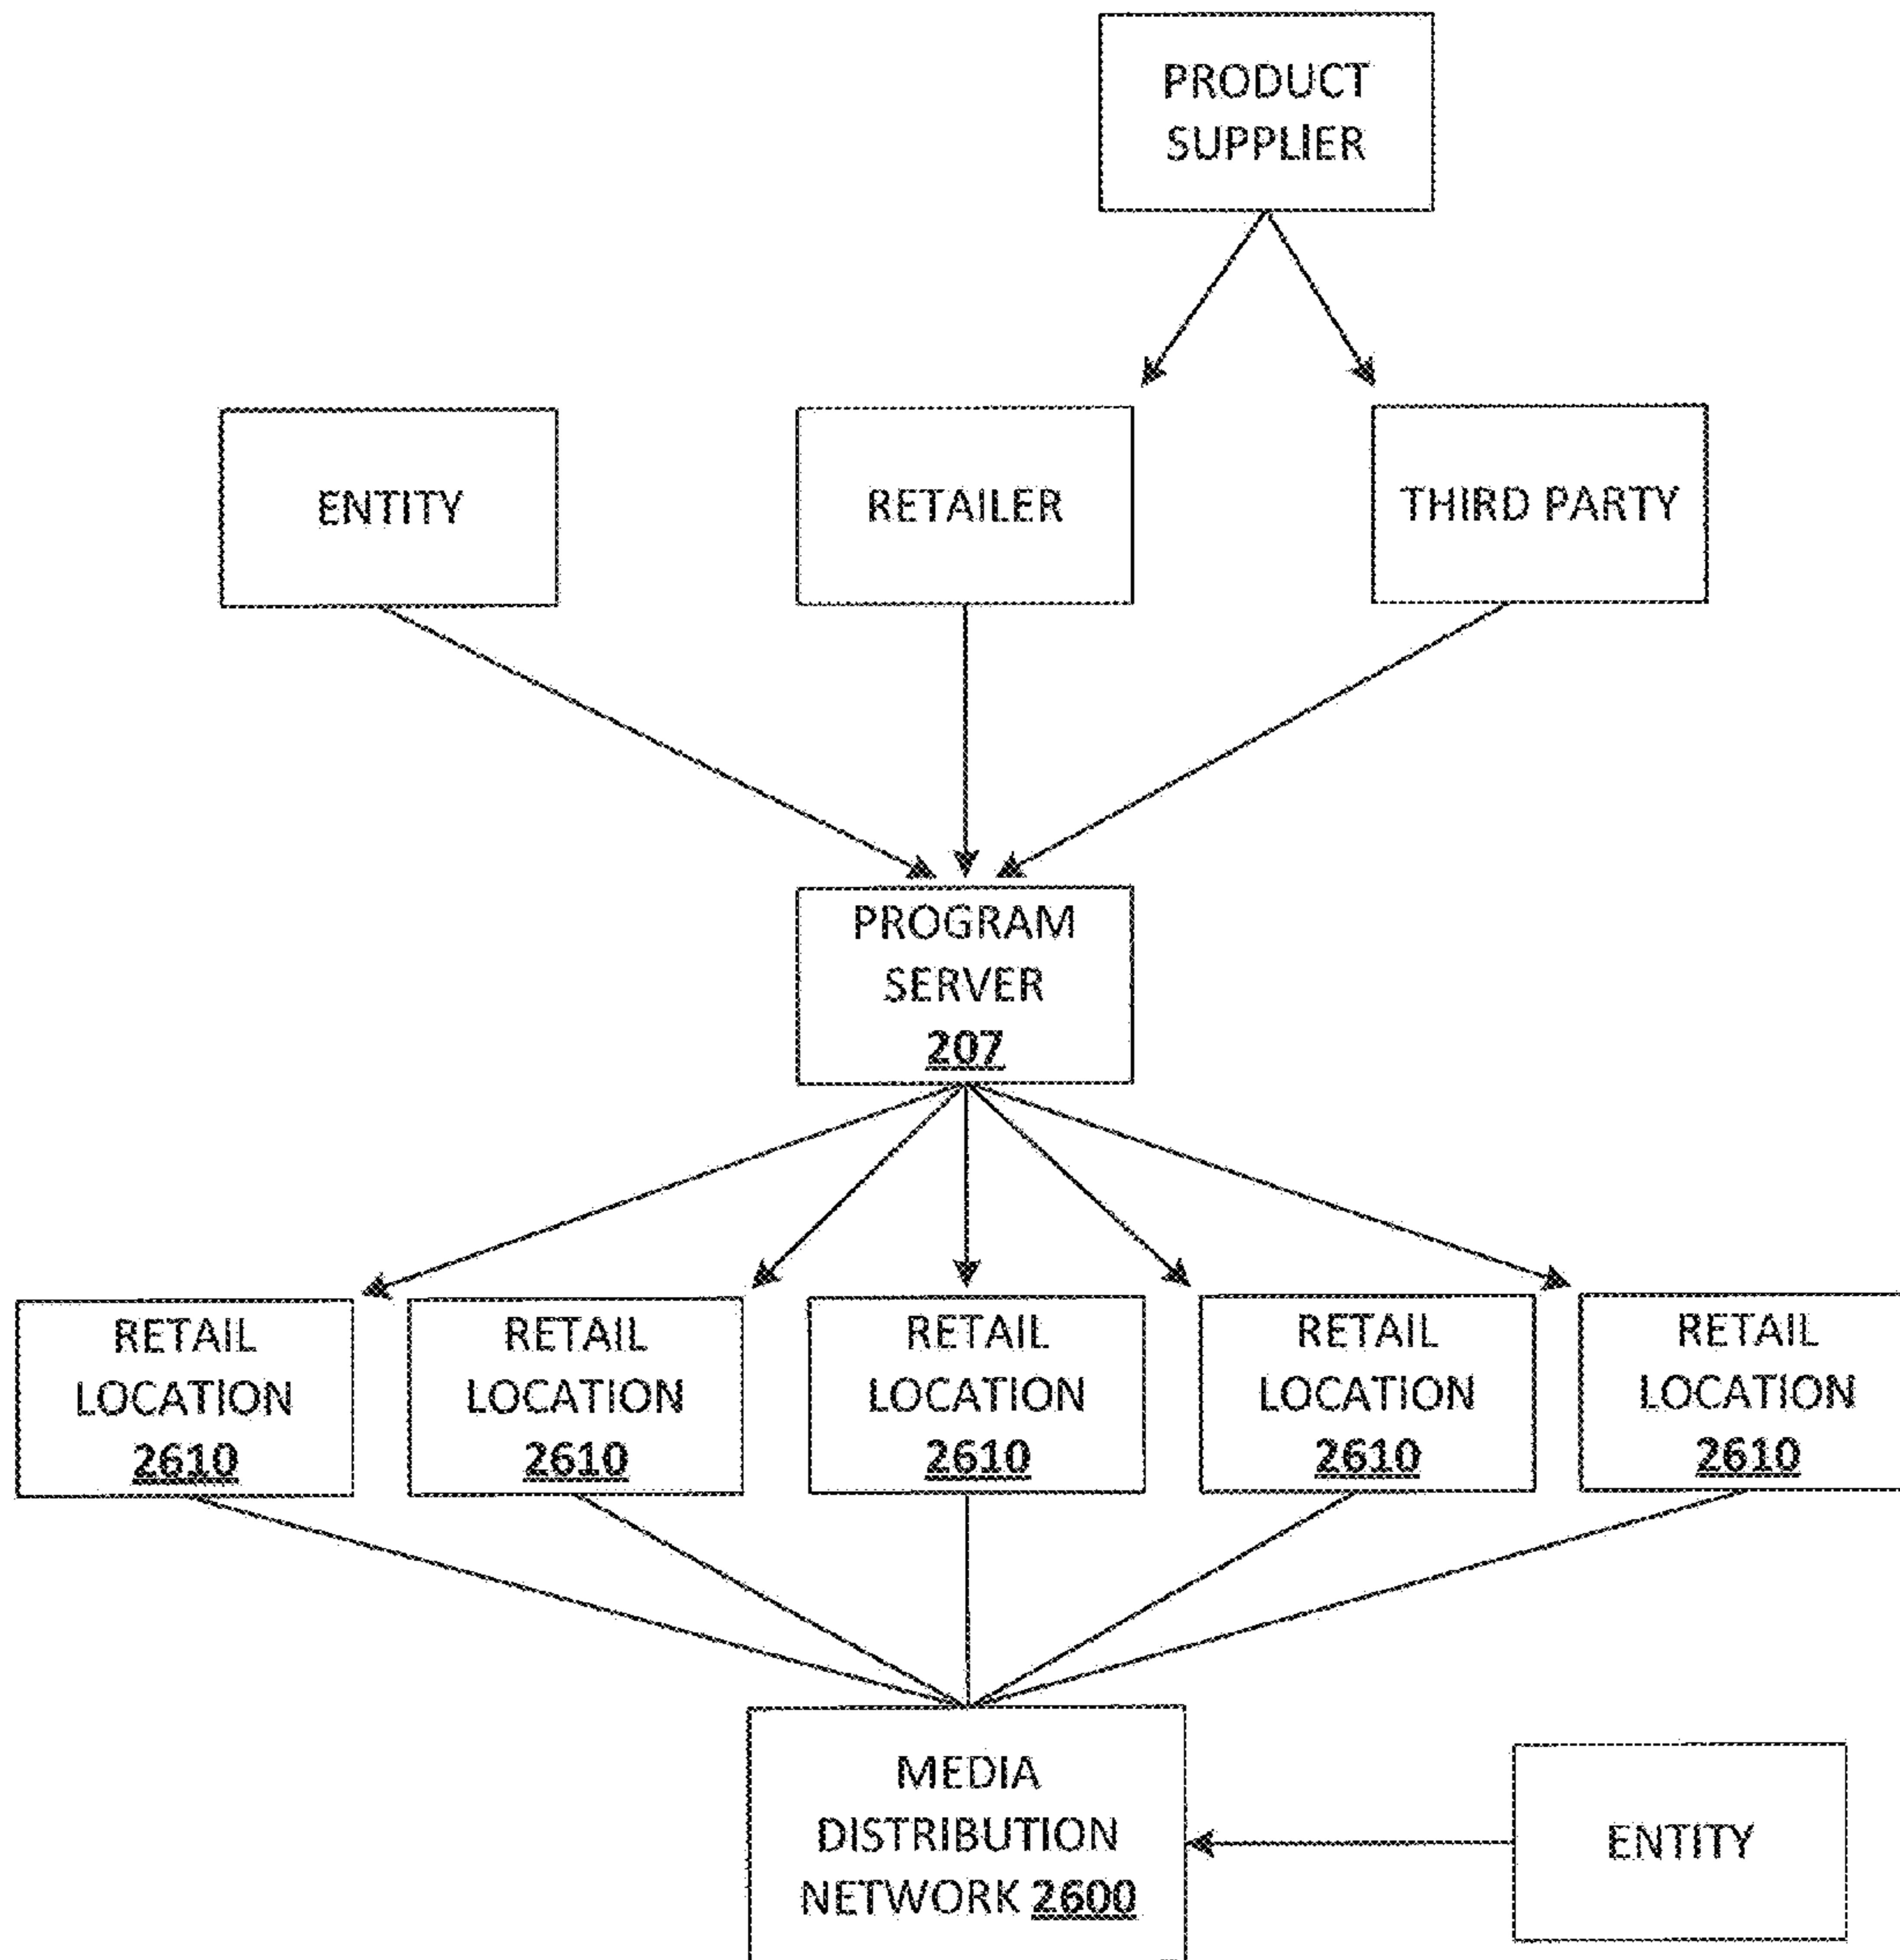 PRODUCT
SUPPLIER
ENTITY
RETAILER
THIRD PARTY
PROGRAM
SERVER
207
RETAIL
LOCATION
2610
RETAIL
LOCATION
2610
RETAIL
LOCATION
2610
RETAIL
LOCATION
2610
RETAIL
LOCATION
2610
MEDIA
DISTRIBUTION
NETWORK 2600
ENTITY